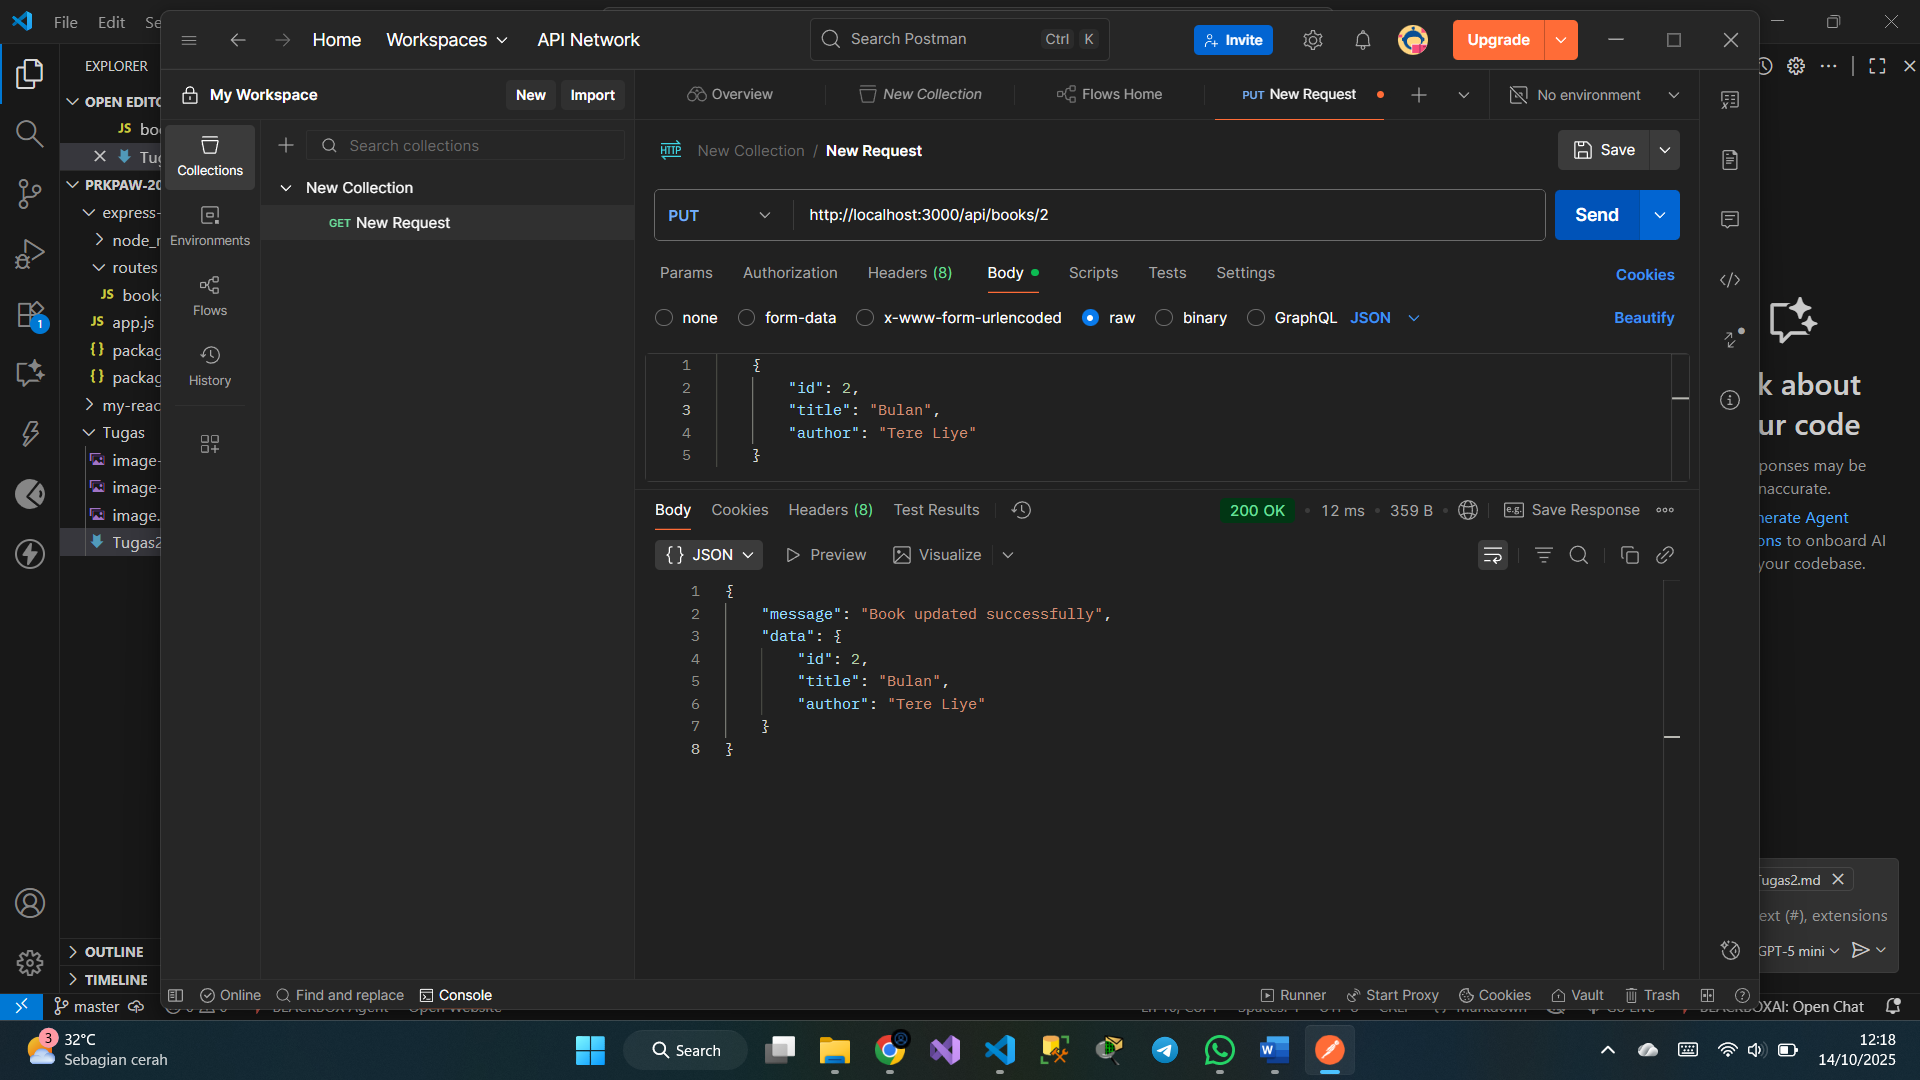 File Edit Se
Home Workspaces API Network
Search Postman Ctrl K
Invite
Upgrade
EXPLORER
OPEN EDITO
JS boo
Tug
PRKPAW-20
express-
node_r
routes
JS books
JS app.js
{} packag
{} packag
my-reac
Tugas
image-
image-
image.
Tugas2
OUTLINE
TIMELINE
1
My Workspace
New Import
Collections
Environments
Flows
History
Search collections
New Collection
GET New Request
Overview
New Collection
Flows Home
PUT New Request
No environment
HTTP New Collection / New Request
Save
PUT http://localhost:3000/api/books/2
Send
Params Authorization Headers (8) Body Scripts Tests Settings Cookies
none form-data x-www-form-urlencoded raw binary GraphQL JSON Beautify
1 {
2 "id": 2,
3 "title": "Bulan",
4 "author": "Tere Liye"
5 }
Body Cookies Headers (8) Test Results
200 OK • 12 ms • 359 B
e.g. Save Response
{} JSON Preview Visualize
1 {
2 "message": "Book updated successfully",
3 "data": {
4 "id": 2,
5 "title": "Bulan",
6 "author": "Tere Liye"
7 }
8 }
k about
ur code
ponses may be
naccurate.
nerate Agent
ons to onboard AI
your codebase.
Tugas2.md
ext (#), extensions
GPT-5 mini
Online Find and replace Console
Runner Start Proxy Cookies Vault Trash
master
OXAI: Open Chat
3
32°C
Sebagian cerah
Search
12:18
14/10/2025